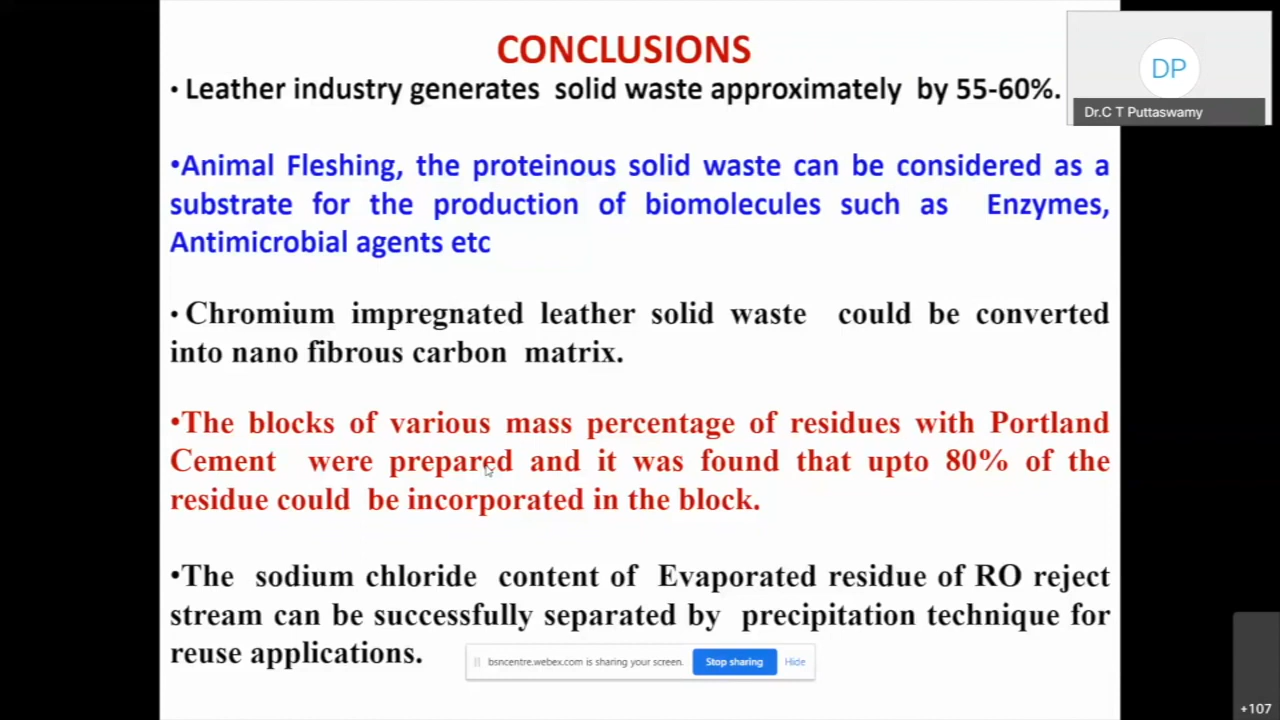 CONCLUSIONS
• Leather industry generates solid waste approximately by 55-60%.
•Animal Fleshing, the proteinous solid waste can be considered as a
substrate for the production of biomolecules such as Enzymes,
Antimicrobial agents etc
• Chromium impregnated leather solid waste could be converted
into nano fibrous carbon matrix.
•The blocks of various mass percentage of residues with Portland
Cement were prepared and it was found that upto 80% of the
residue could be incorporated in the block.
•The sodium chloride content of Evaporated residue of RO reject
stream can be successfully separated by precipitation technique for
reuse applications.
bsncentre.webex.com is sharing your screen. Stop sharing Hide
DP
Dr.C T Puttaswamy
+107